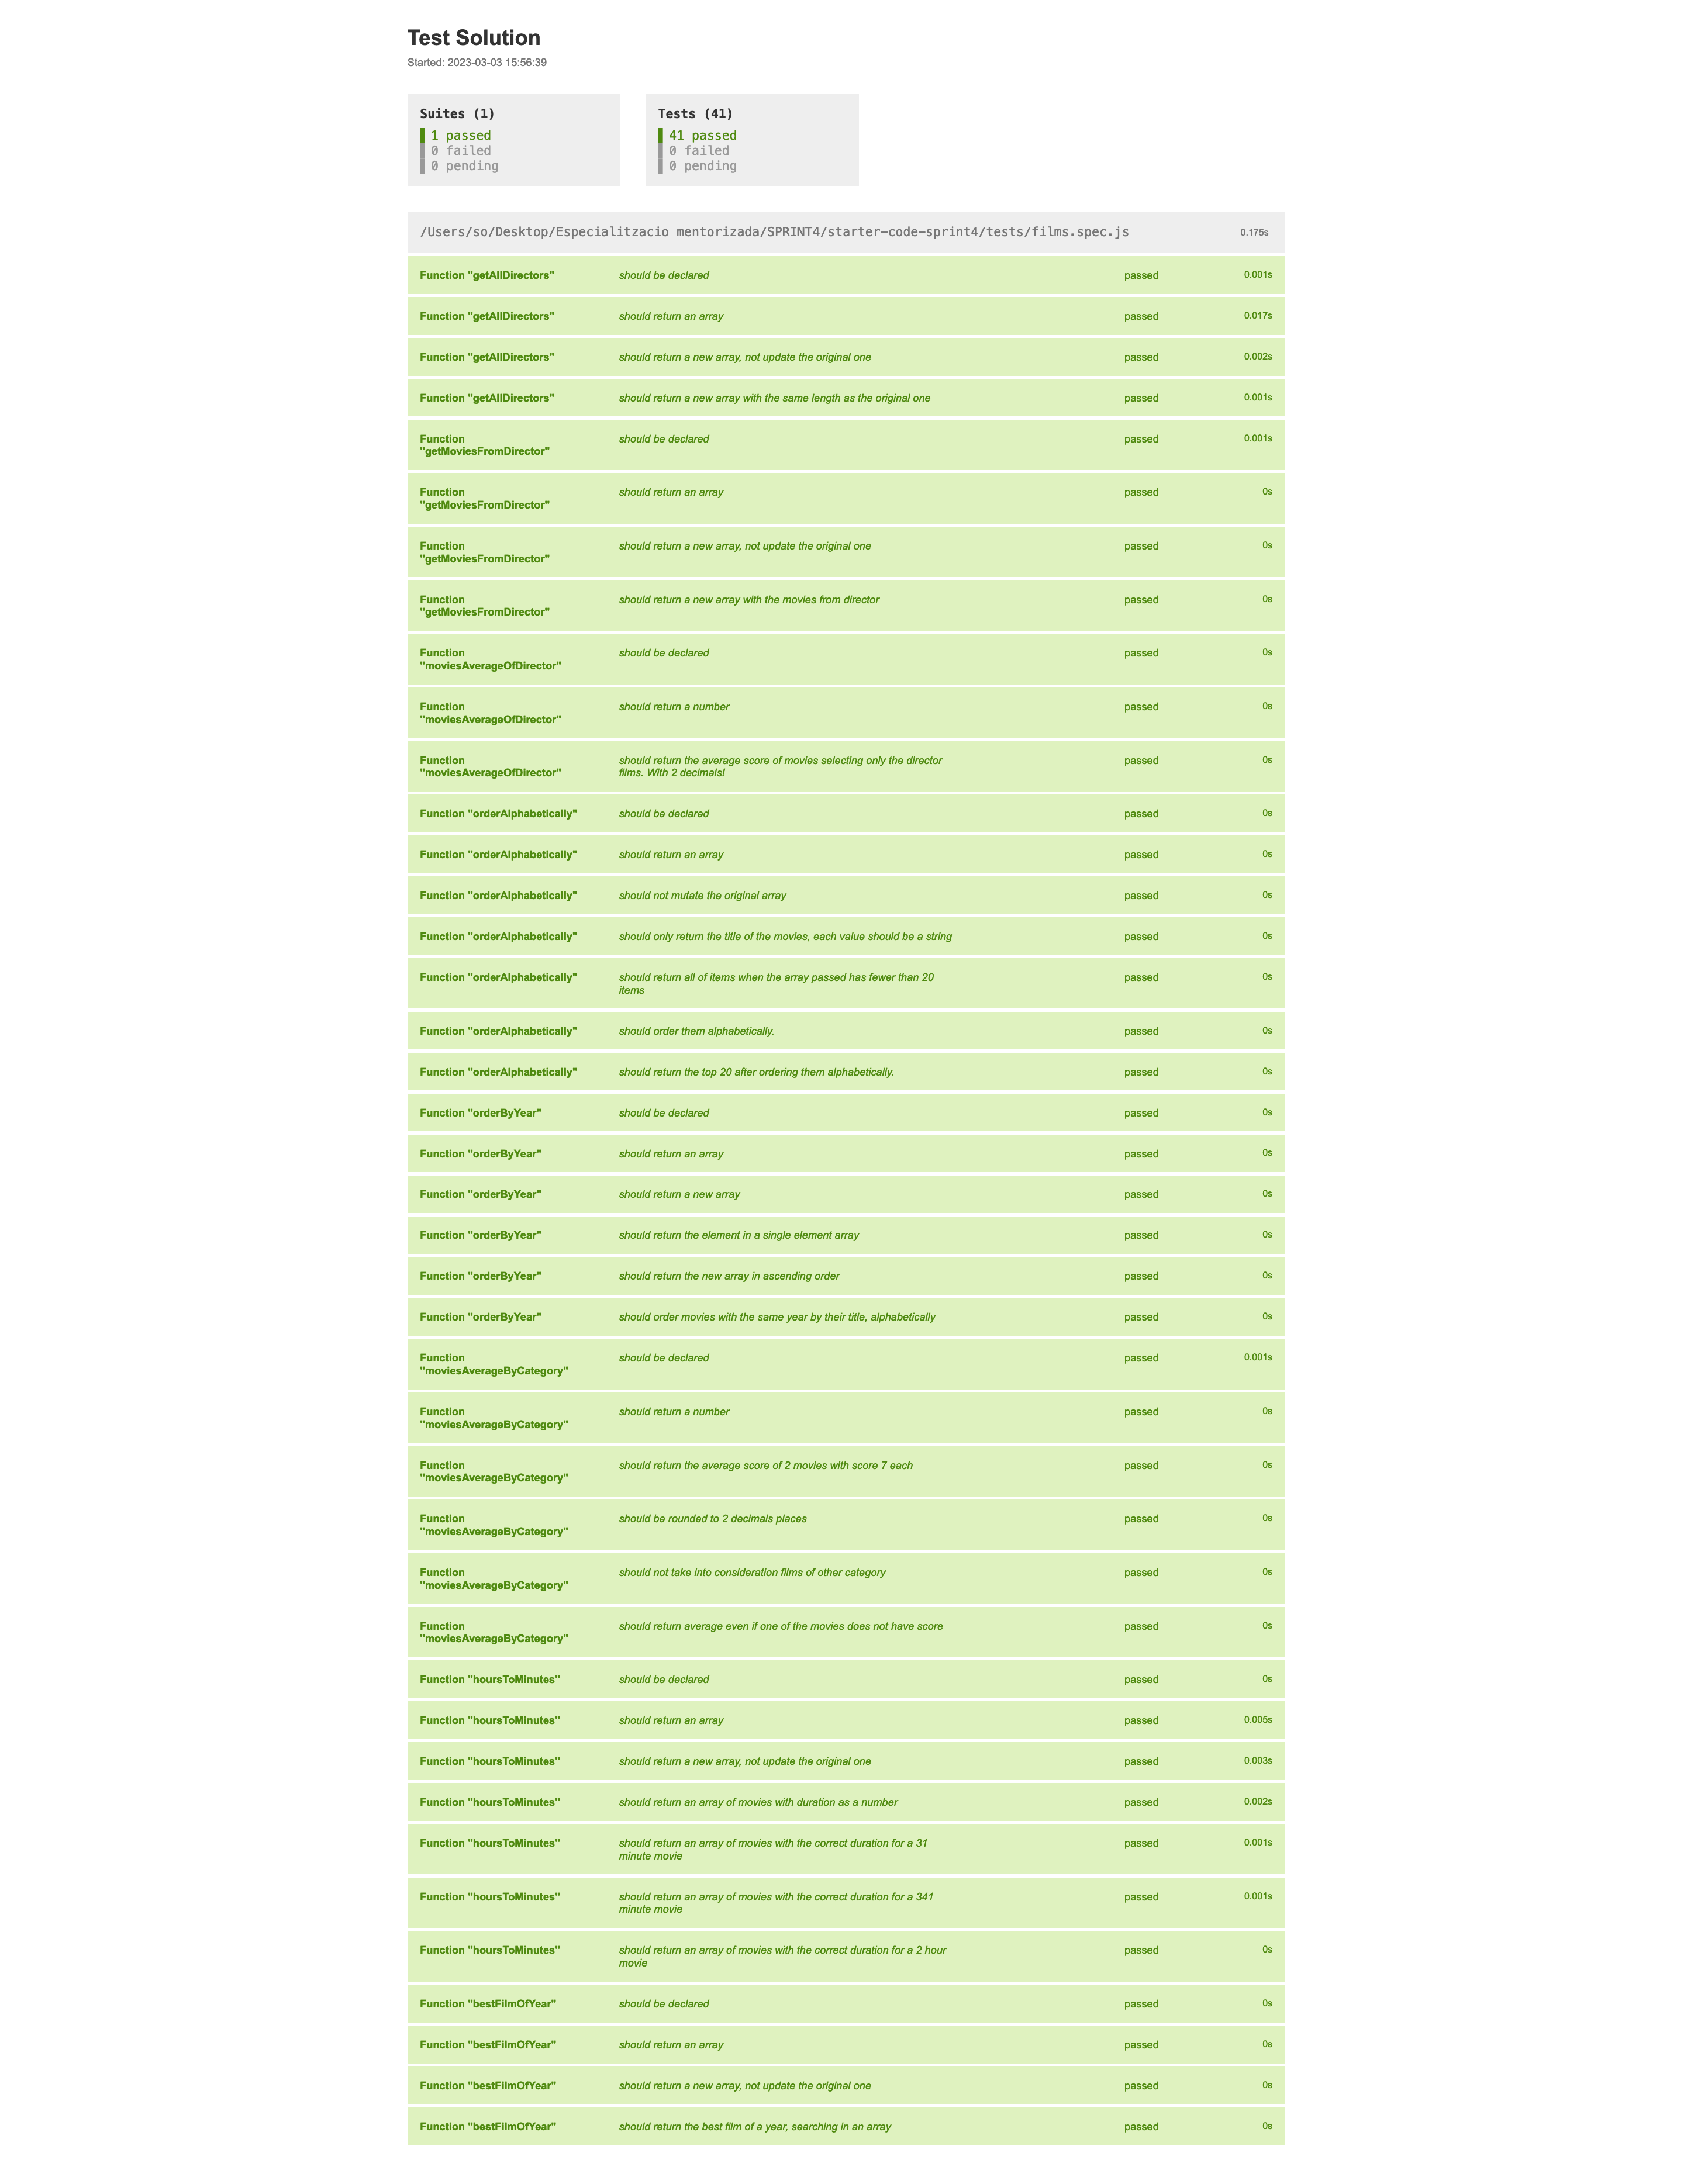 Test Solution
Started: 2023-03-03 15:56:39
Suites (1)
1 passed
0 failed
0 pending
Tests (41)
41 passed
0 failed
0 pending
/Users/so/Desktop/Especialitzacio mentorizada/SPRINT4/starter-code-sprint4/tests/films.spec.js 0.175s
Function "getAllDirectors" should be declared passed 0.001s
Function "getAllDirectors" should return an array passed 0.017s
Function "getAllDirectors" should return a new array, not update the original one passed 0.002s
Function "getAllDirectors" should return a new array with the same length as the original one passed 0.001s
Function should be declared passed 0.001s
"getMoviesFromDirector"
Function should return an array passed 0s
"getMoviesFromDirector"
Function should return a new array, not update the original one passed 0s
"getMoviesFromDirector"
Function should return a new array with the movies from director passed 0s
"getMoviesFromDirector"
Function should be declared passed 0s
"moviesAverageOfDirector"
Function should return a number passed 0s
"moviesAverageOfDirector"
Function should return the average score of movies selecting only the director passed 0s
"moviesAverageOfDirector" films. With 2 decimals!
Function "orderAlphabetically" should be declared passed 0s
Function "orderAlphabetically" should return an array passed 0s
Function "orderAlphabetically" should not mutate the original array passed 0s
Function "orderAlphabetically" should only return the title of the movies, each value should be a string passed 0s
Function "orderAlphabetically" should return all of items when the array passed has fewer than 20 passed 0s
items
Function "orderAlphabetically" should order them alphabetically. passed 0s
Function "orderAlphabetically" should return the top 20 after ordering them alphabetically. passed 0s
Function "orderByYear" should be declared passed 0s
Function "orderByYear" should return an array passed 0s
Function "orderByYear" should return a new array passed 0s
Function "orderByYear" should return the element in a single element array passed 0s
Function "orderByYear" should return the new array in ascending order passed 0s
Function "orderByYear" should order movies with the same year by their title, alphabetically passed 0s
Function should be declared passed 0.001s
"moviesAverageByCategory"
Function should return a number passed 0s
"moviesAverageByCategory"
Function should return the average score of 2 movies with score 7 each passed 0s
"moviesAverageByCategory"
Function should be rounded to 2 decimals places passed 0s
"moviesAverageByCategory"
Function should not take into consideration films of other category passed 0s
"moviesAverageByCategory"
Function should return average even if one of the movies does not have score passed 0s
"moviesAverageByCategory"
Function "hoursToMinutes" should be declared passed 0s
Function "hoursToMinutes" should return an array passed 0.005s
Function "hoursToMinutes" should return a new array, not update the original one passed 0.003s
Function "hoursToMinutes" should return an array of movies with duration as a number passed 0.002s
Function "hoursToMinutes" should return an array of movies with the correct duration for a 31 passed 0.001s
minute movie
Function "hoursToMinutes" should return an array of movies with the correct duration for a 341 passed 0.001s
minute movie
Function "hoursToMinutes" should return an array of movies with the correct duration for a 2 hour passed 0s
movie
Function "bestFilmOfYear" should be declared passed 0s
Function "bestFilmOfYear" should return an array passed 0s
Function "bestFilmOfYear" should return a new array, not update the original one passed 0s
Function "bestFilmOfYear" should return the best film of a year, searching in an array passed 0s